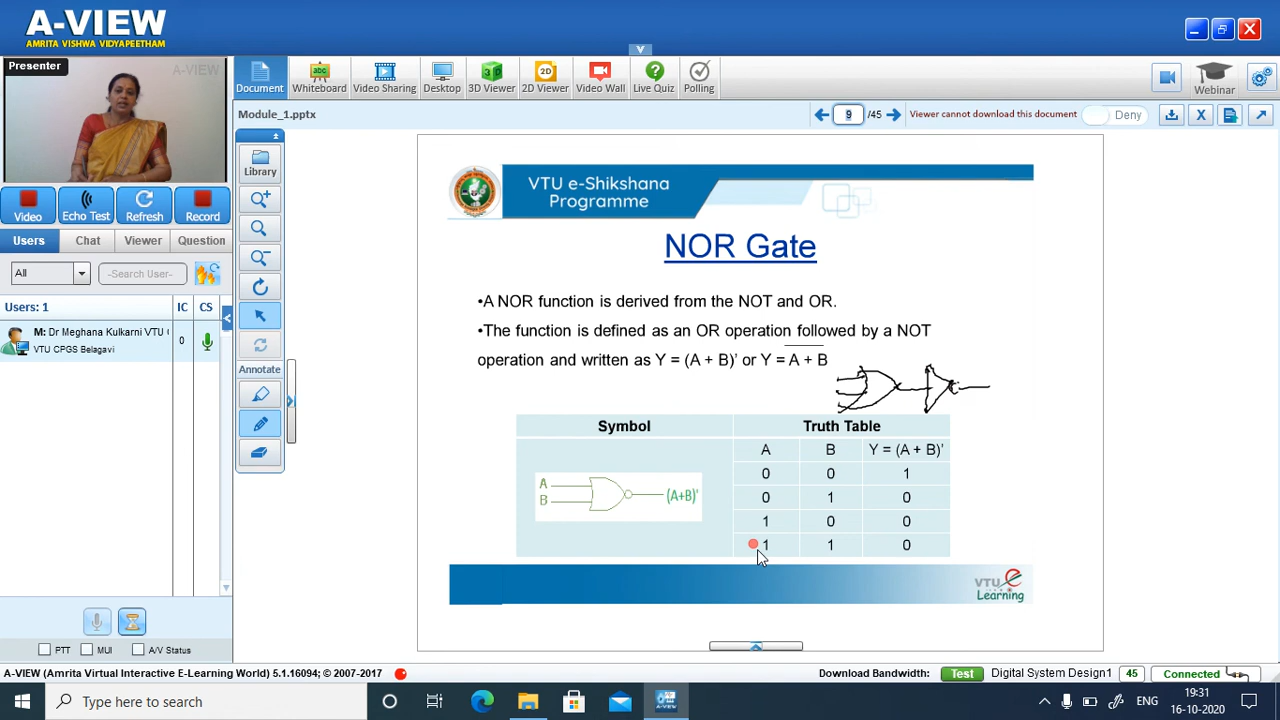 A-VIEW
AMRITA VISHWA VIDYAPEETHAM
Presenter
A-VIEW
Document
Whiteboard
Video Sharing
Desktop
3D Viewer
2D Viewer
Video Wall
Live Quiz
Polling
Webinar
Module_1.pptx
9 /45
Viewer cannot download this document
Deny
Library
Annotate
Video
Echo Test
Refresh
Record
Users
Chat
Viewer
Question
All
-Search User-
Users: 1
IC
CS
M: Dr Meghana Kulkarni VTU
VTU CPGS Belagavi
0
VTU e-Shikshana
Programme
NOR Gate
•A NOR function is derived from the NOT and OR.
•The function is defined as an OR operation followed by a NOT
operation and written as Y = (A + B)’ or Y = A + B
Symbol
Truth Table
A B Y = (A + B)’
0 0 1
0 1 0
1 0 0
1 1 0
A
B
(A+B)'
VTU e
Learning
PTT
MUI
A/V Status
A-VIEW (Amrita Virtual Interactive E-Learning World) 5.1.16094; © 2007-2017
Download Bandwidth:
Test
Digital System Design1
45
Connected
Type here to search
ENG
19:31
16-10-2020